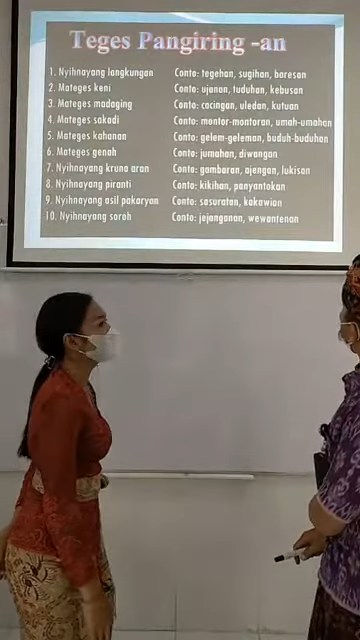 Teges Pangiring -an
1. Nyihnayang langkungan Conto: tegehan, sugihan, baresan
2. Mateges keni Conto: ujanan, tuduhan, kebusan
3. Mateges madaging Conto: cacingan, uledan, kutuan
4. Mateges sakadi Conto: montor-montoran, umah-umahan
5. Mateges kahanan Conto: gelem-geleman, buduh-buduhan
6. Mateges genah Conto: jumahan, diwangan
7. Nyihnayang kruna aran Conto: gambaran, ajengan, lukisan
8. Nyihnayang piranti Conto: kikihan, panyantokan
9. Nyihnayang asil pakaryan Conto: sasuratan, kakawian
10. Nyihnayang soroh Conto: jejanganan, wewantenan